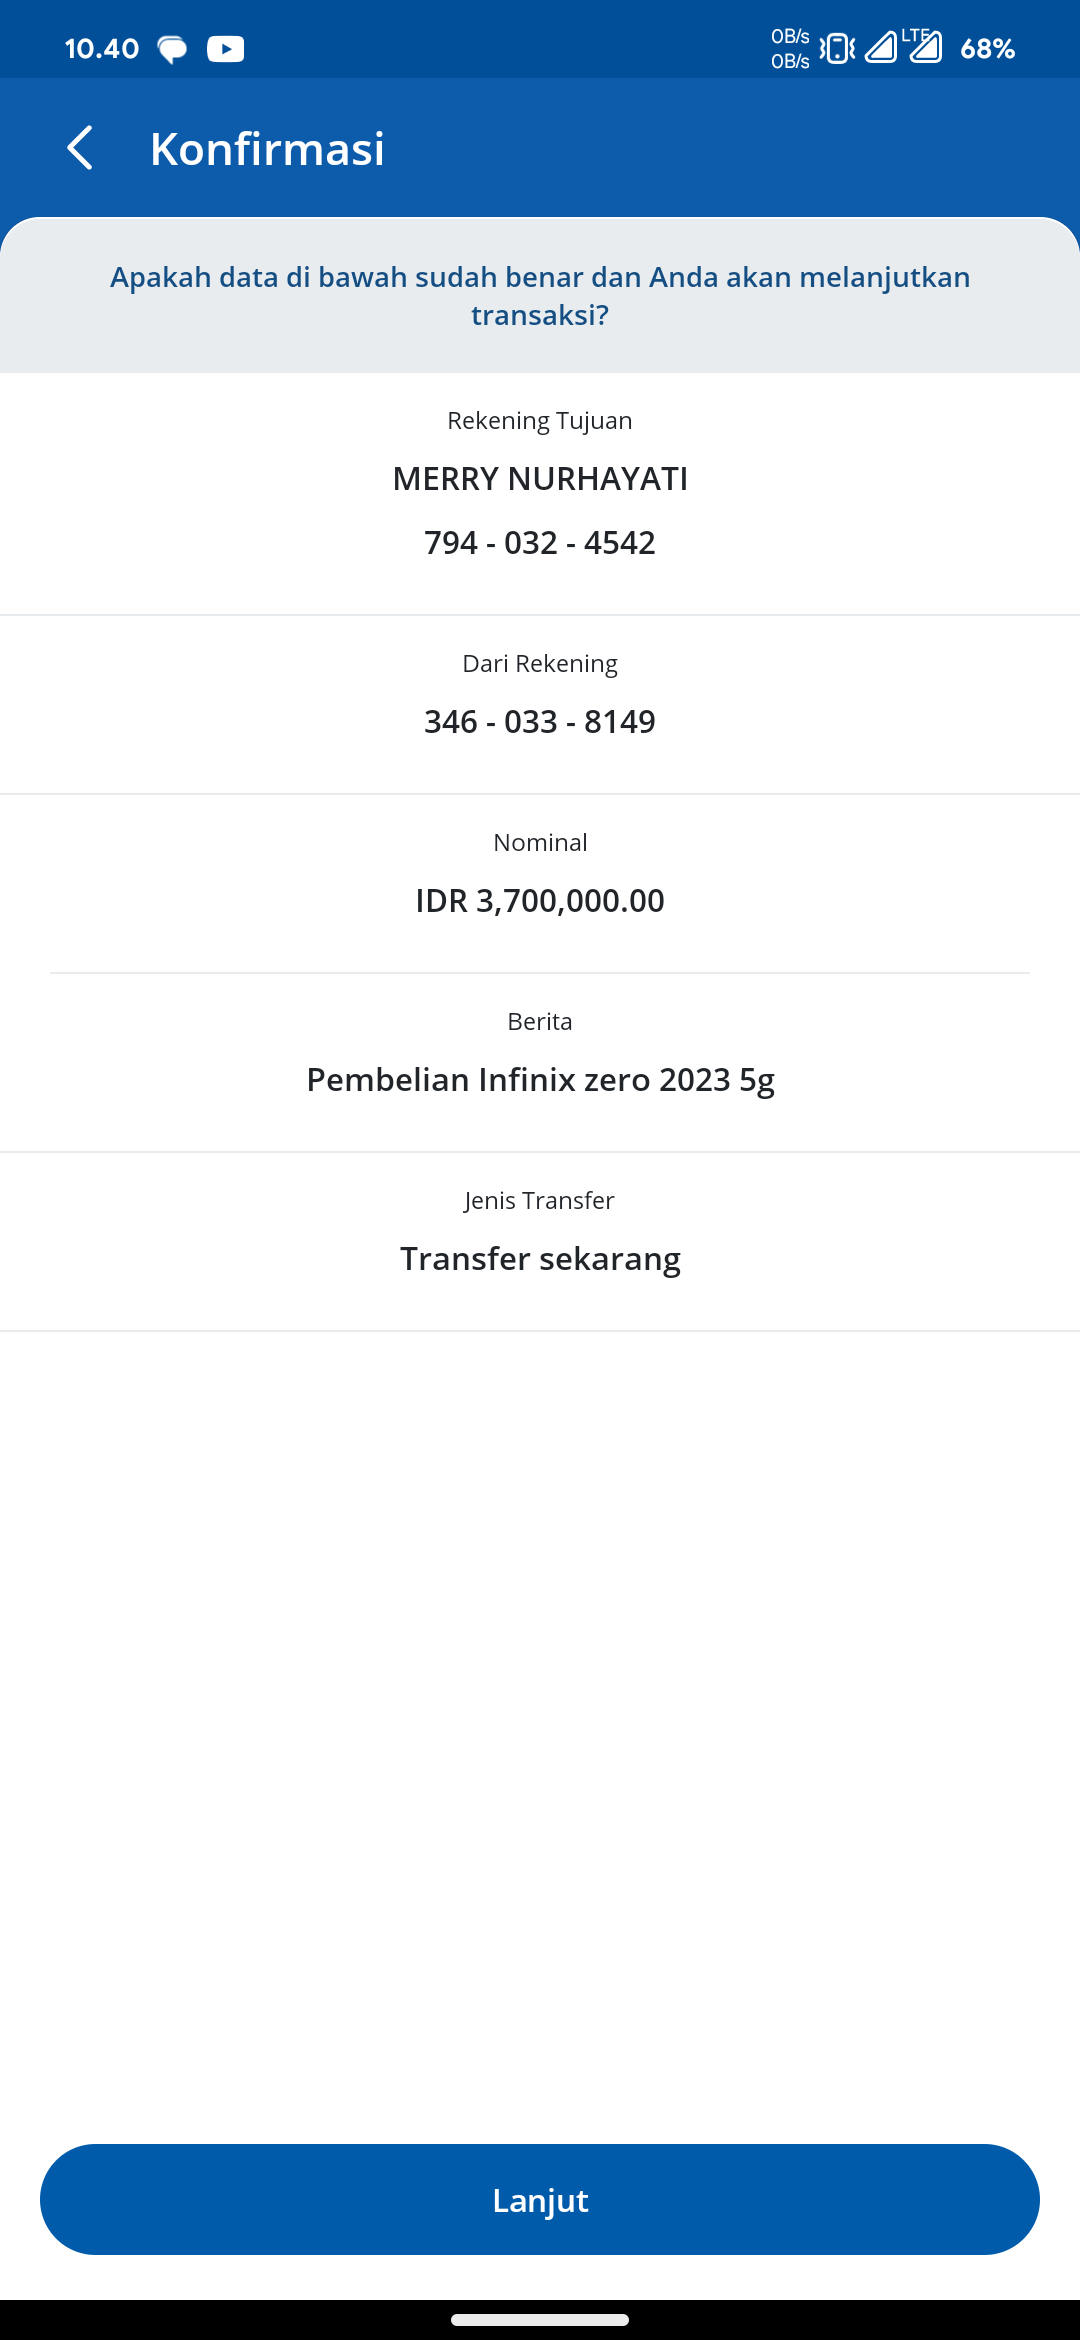 10.40
0B/s
0B/s
LTE
68%
Konfirmasi
Apakah data di bawah sudah benar dan Anda akan melanjutkan
transaksi?
Rekening Tujuan
MERRY NURHAYATI
794 - 032 - 4542
Dari Rekening
346 - 033 - 8149
Nominal
IDR 3,700,000.00
Berita
Pembelian Infinix zero 2023 5g
Jenis Transfer
Transfer sekarang
Lanjut